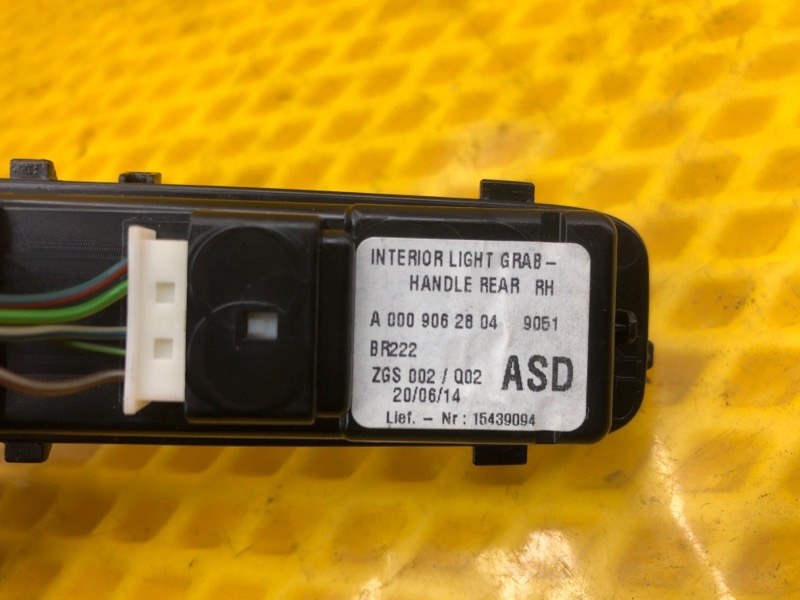 INTERIOR LIGHT GRAB-
HANDLE REAR RH
A 000 906 28 04 9051
BR222
ZGS 002 / Q02 ASD
20/06/14
Lief. - Nr: 15439094